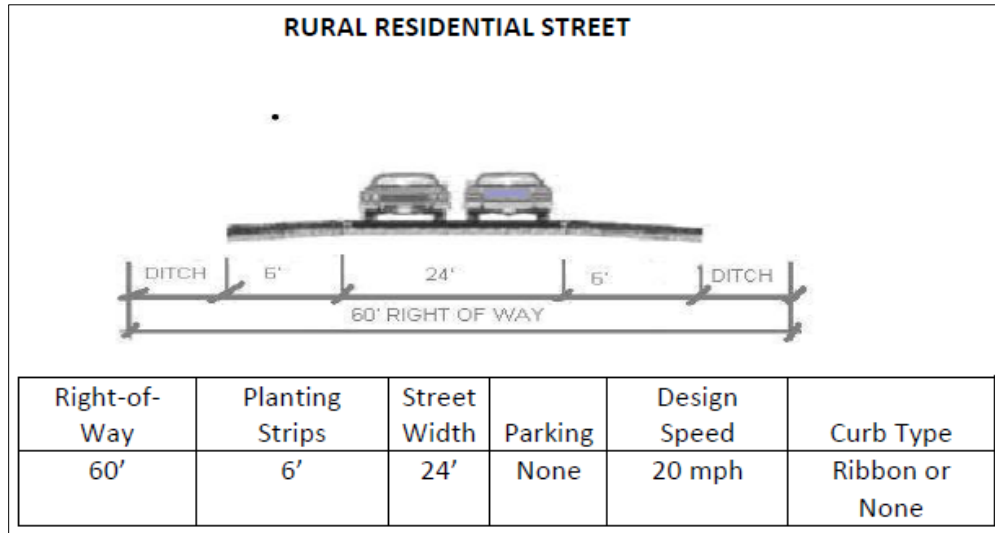 RURAL RESIDENTIAL STREET
DITCH 6' 24' 6' DITCH
60' RIGHT OF WAY
Right-of-Way Planting Strips Street Width Parking Design Speed Curb Type
60’ 6’ 24’ None 20 mph Ribbon or None